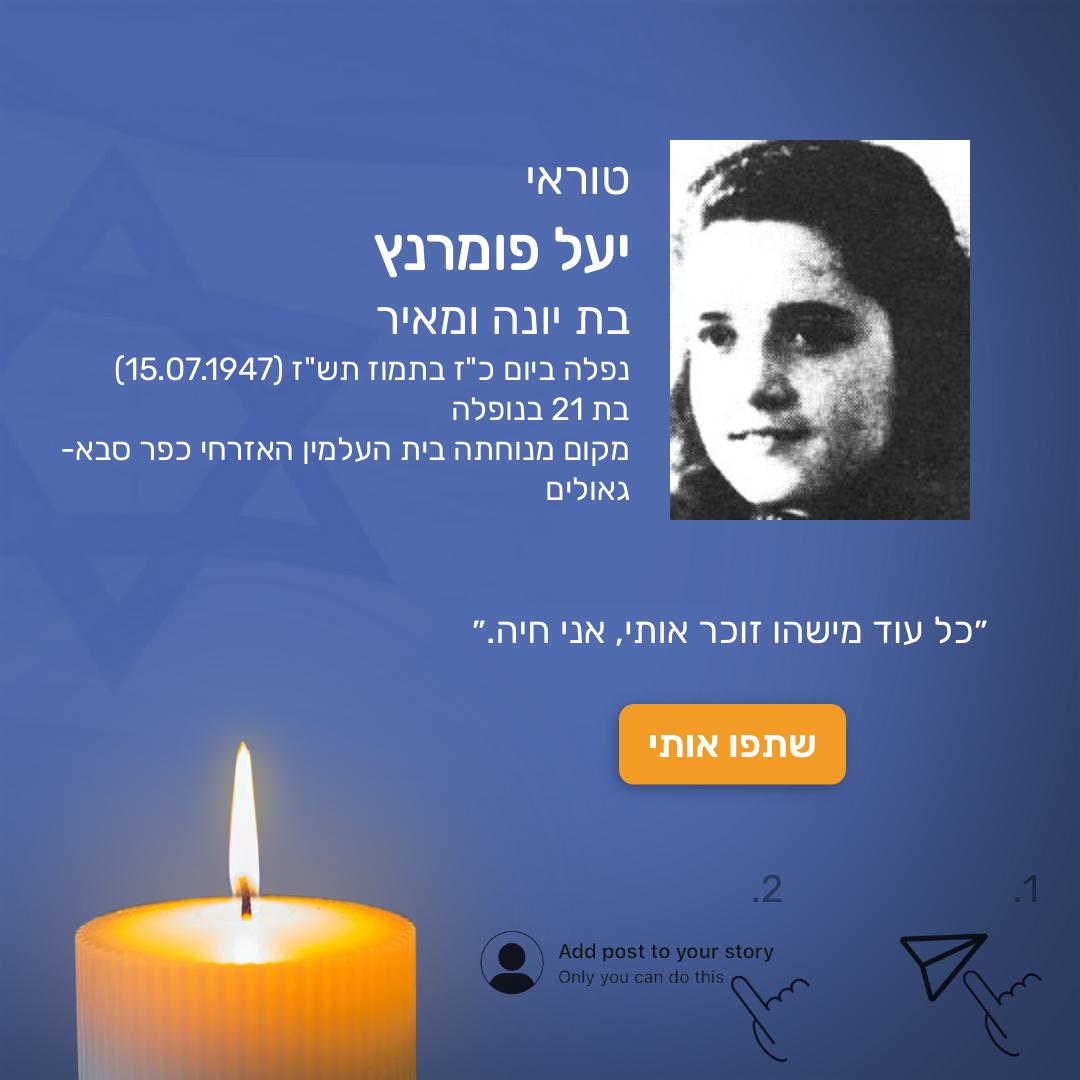 טוראי
יעל פומרנץ
בת יונה ומאיר
נפלה ביום כ"ז בתמוז תש"ז (15.07.1947)
בת 21 בנופלה
מקום מנוחתה בית העלמין האזרחי כפר סבא-
גאולים
״כל עוד מישהו זוכר אותי, אני חיה.״
שתפו אותי
1.
2.
Add post to your story
Only you can do this